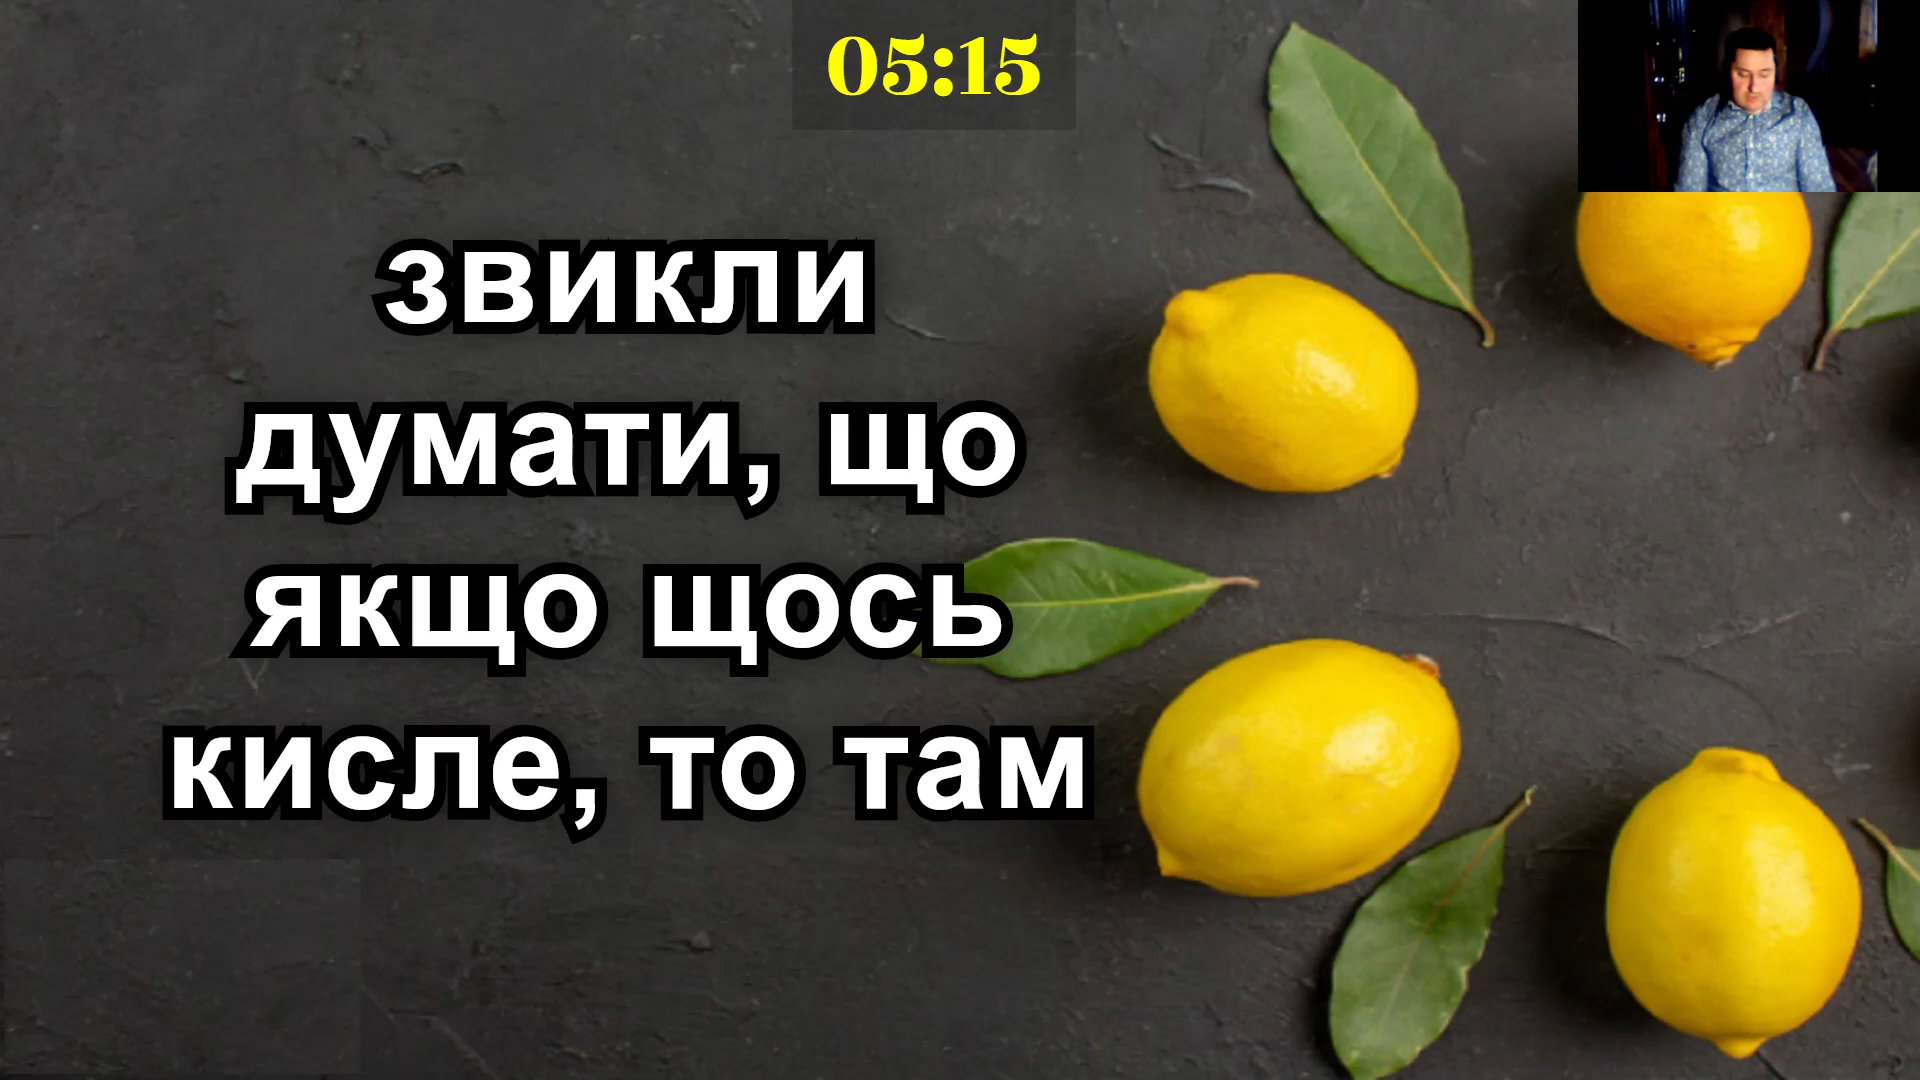 05:15
звикли
думати, що
якщо щось
кисле, то там